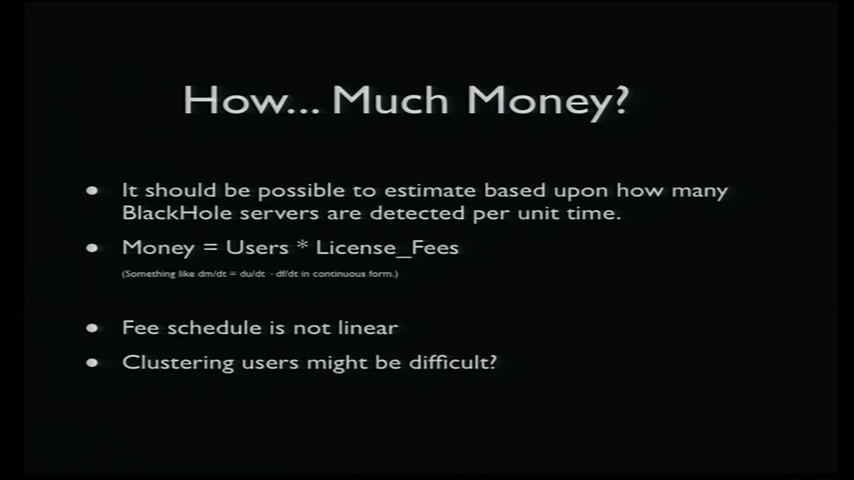 How... Much Money?
• It should be possible to estimate based upon how many
BlackHole servers are detected per unit time.
• Money = Users * License_Fees
(Something like dm/dt = du/dt · df/dt in continuous form.)
• Fee schedule is not linear
• Clustering users might be difficult?